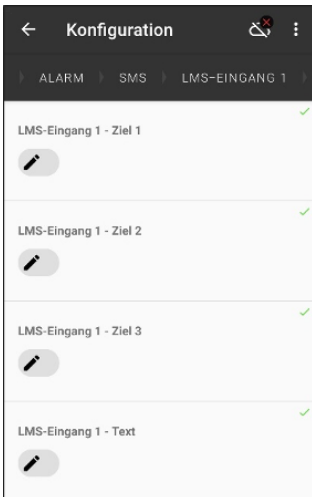 Konfiguration
ALARM SMS LMS-EINGANG 1
LMS-Eingang 1 - Ziel 1
LMS-Eingang 1 - Ziel 2
LMS-Eingang 1 - Ziel 3
LMS-Eingang 1 - Text